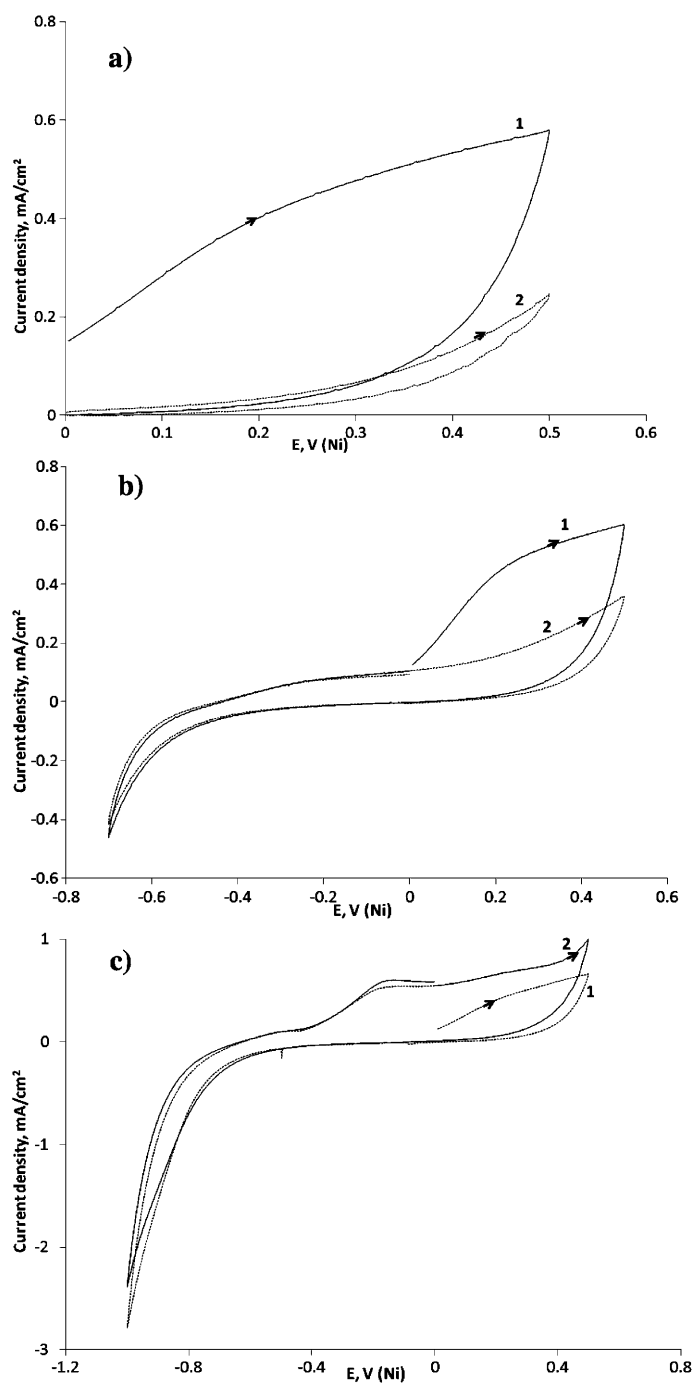 a)
0.8
0.6
0.4
0.2
0
Current density, mA/cm²
1
2
0 0.1 0.2 0.3 0.4 0.5 0.6
E, V (Ni)
b)
0.8
0.6
0.4
0.2
0
-0.2
-0.4
-0.6
Current density, mA/cm²
1
2
-0.8 -0.6 -0.4 -0.2 0 0.2 0.4 0.6
E, V (Ni)
c)
1
0
-1
-2
-3
Current density, mA/cm²
2
1
-1.2 -0.8 -0.4 0 0.4 0.8
E, V (Ni)